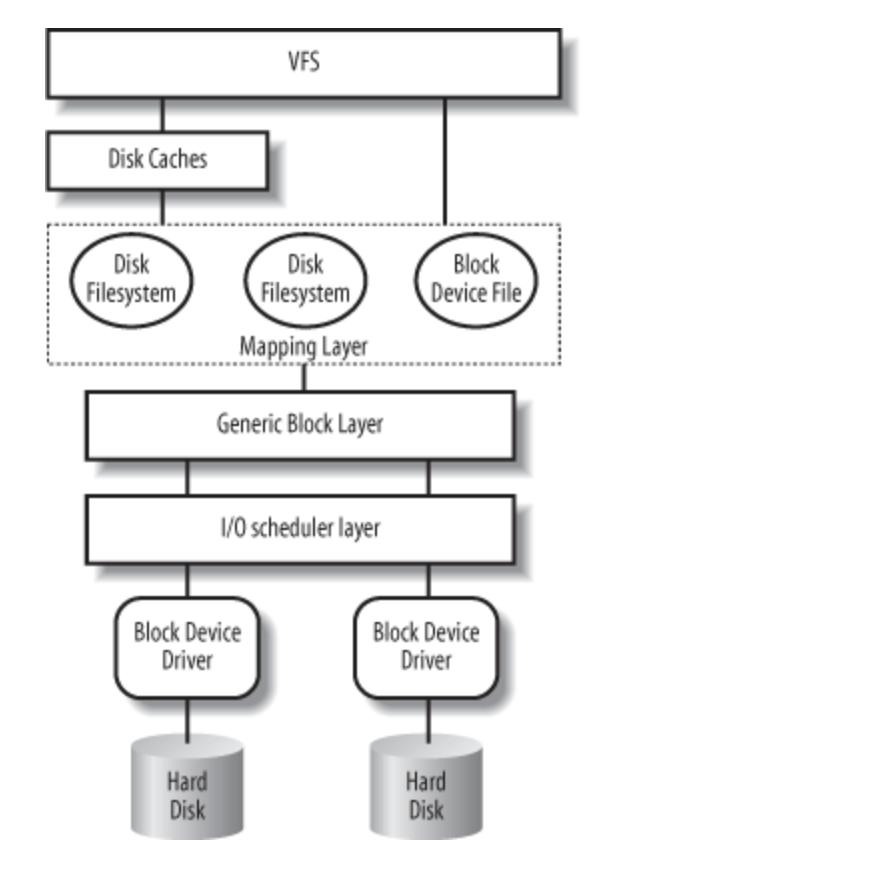 VFS
Disk Caches
Disk
Filesystem
Disk
Filesystem
Block
Device File
Mapping Layer
Generic Block Layer
I/O scheduler layer
Block Device
Driver
Block Device
Driver
Hard
Disk
Hard
Disk